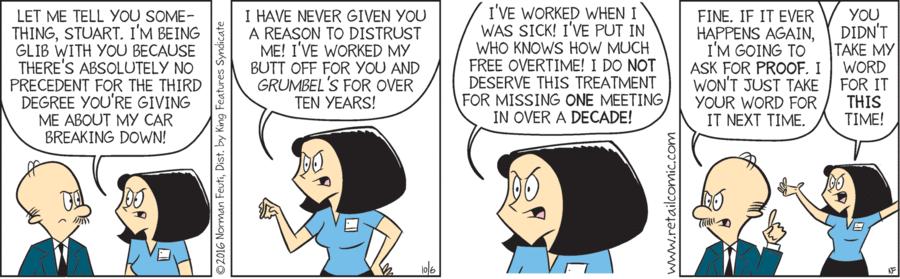 LET ME TELL YOU SOME-
THING, STUART. I'M BEING
GLIB WITH YOU BECAUSE
THERE'S ABSOLUTELY NO
PRECEDENT FOR THE THIRD
DEGREE YOU'RE GIVING
ME ABOUT MY CAR
BREAKING DOWN!
©2016 Norman Feuti, Dist. by King Features Syndicate
I HAVE NEVER GIVEN YOU
A REASON TO DISTRUST
ME! I'VE WORKED MY
BUTT OFF FOR YOU AND
GRUMBEL'S FOR OVER
TEN YEARS!
10/6
I'VE WORKED WHEN I
WAS SICK! I'VE PUT IN
WHO KNOWS HOW MUCH
FREE OVERTIME! I DO NOT
DESERVE THIS TREATMENT
FOR MISSING ONE MEETING
IN OVER A DECADE!
www.retailcomic.com
FINE. IF IT EVER
HAPPENS AGAIN,
I'M GOING TO
ASK FOR PROOF. I
WON'T JUST TAKE
YOUR WORD FOR
IT NEXT TIME.
YOU
DIDN'T
TAKE MY
WORD
FOR IT
THIS
TIME!
NF